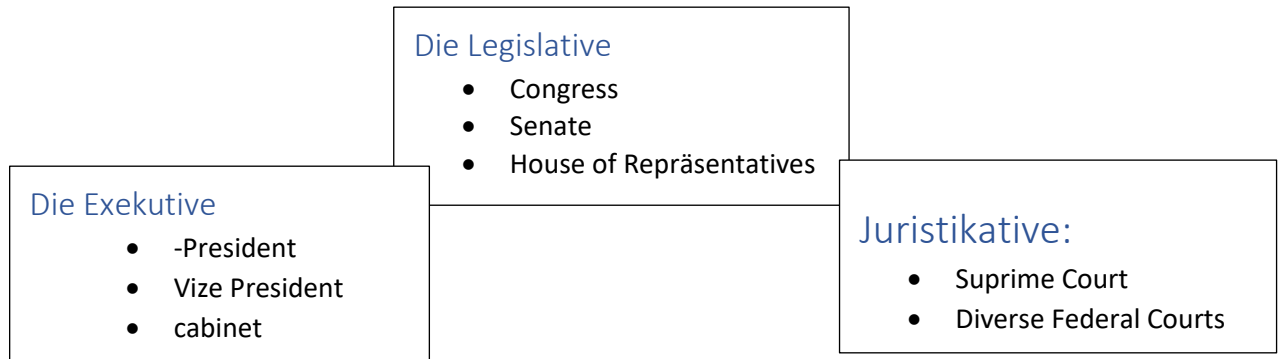 Die Legislative
• Congress
• Senate
• House of Repräsentatives
Die Exekutive
• -President
• Vize President
• cabinet
Juristikative:
• Suprime Court
• Diverse Federal Courts